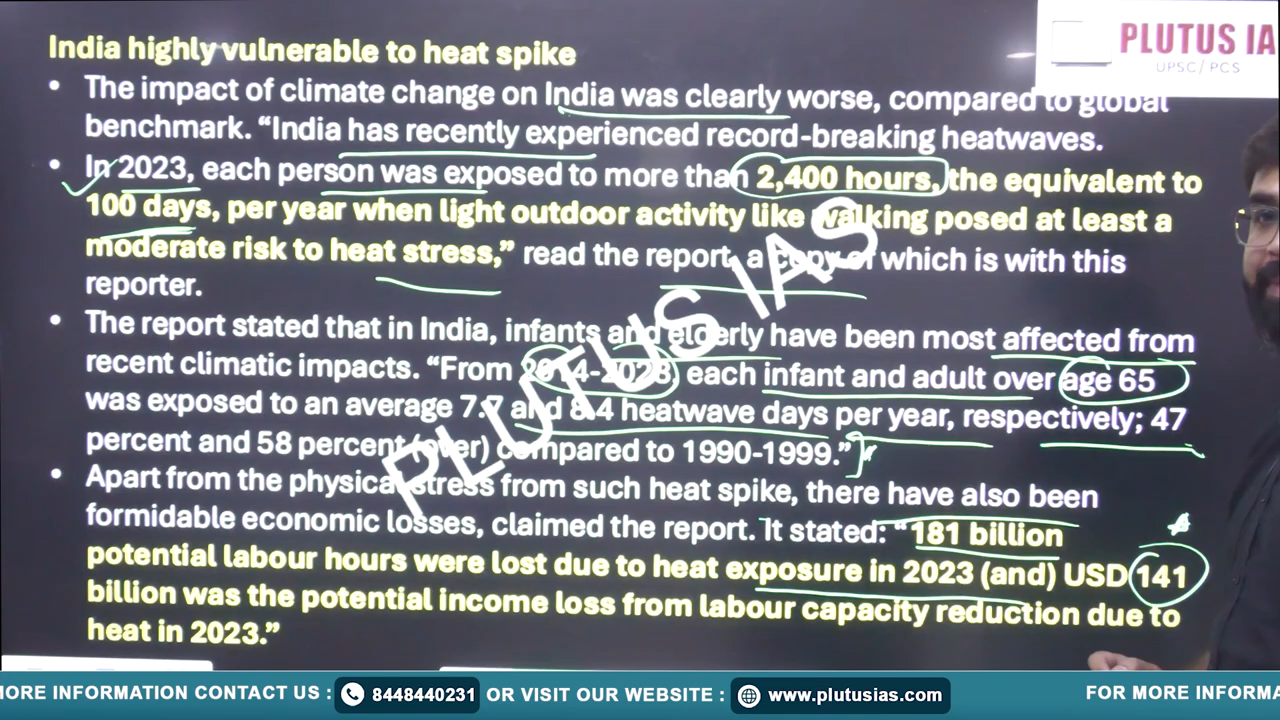 PLUTUS IA
UPSC/ PCS
India highly vulnerable to heat spike
• The impact of climate change on India was clearly worse, compared to global
benchmark. “India has recently experienced record-breaking heatwaves.
• In 2023, each person was exposed to more than 2,400 hours, the equivalent to
100 days, per year when light outdoor activity like walking posed at least a
moderate risk to heat stress,” read the report, a copy of which is with this
reporter.
• The report stated that in India, infants and elderly have been most affected from
recent climatic impacts. “From 2014-2023, each infant and adult over age 65
was exposed to an average 7.7 and 8.4 heatwave days per year, respectively; 47
percent and 58 percent (over) compared to 1990-1999.”
• Apart from the physical stress from such heat spike, there have also been
formidable economic losses, claimed the report. It stated: “181 billion
potential labour hours were lost due to heat exposure in 2023 (and) USD 141
billion was the potential income loss from labour capacity reduction due to
heat in 2023.”
PLUTUS IAS
MORE INFORMATION CONTACT US : 8448440231 OR VISIT OUR WEBSITE : www.plutusias.com FOR MORE INFORMA